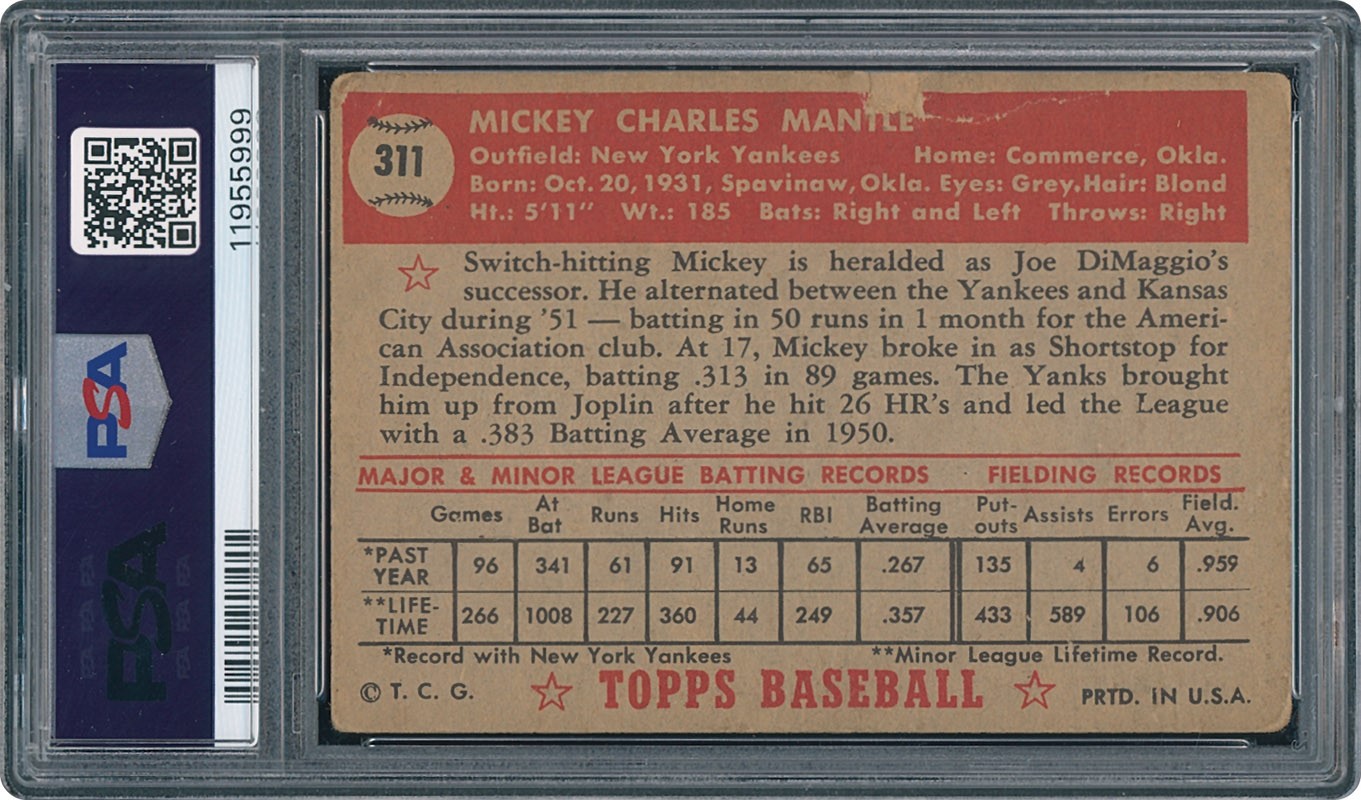 11955999
PSA
PSA
311
MICKEY CHARLES MANTLE
Outfield: New York Yankees Home: Commerce, Okla.
Born: Oct. 20, 1931, Spavinaw, Okla. Eyes: Grey. Hair: Blond
Ht.: 5'11" Wt.: 185 Bats: Right and Left Throws: Right
Switch-hitting Mickey is heralded as Joe DiMaggio's
successor. He alternated between the Yankees and Kansas
City during '51 — batting in 50 runs in 1 month for the Ameri-
can Association club. At 17, Mickey broke in as Shortstop for
Independence, batting .313 in 89 games. The Yanks brought
him up from Joplin after he hit 26 HR's and led the League
with a .383 Batting Average in 1950.
MAJOR & MINOR LEAGUE BATTING RECORDS FIELDING RECORDS
Games At Bat Runs Hits Home Runs RBI Batting Average Put-outs Assists Errors Field. Avg.
*PAST YEAR 96 341 61 91 13 65 .267 135 4 6 .959
**LIFE-TIME 266 1008 227 360 44 249 .357 433 589 106 .906
*Record with New York Yankees **Minor League Lifetime Record.
© T. C. G. TOPPS BASEBALL PRTD. IN U.S.A.